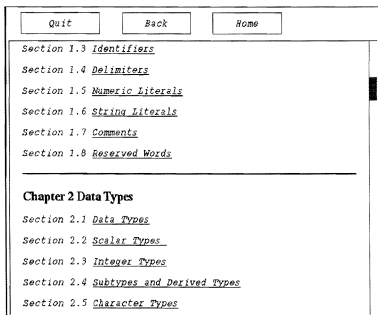 Quit Back Home
Section 1.3 Identifiers
Section 1.4 Delimiters
Section 1.5 Numeric Literals
Section 1.6 String Literals
Section 1.7 Comments
Section 1.8 Reserved Words
Chapter 2 Data Types
Section 2.1 Data Types
Section 2.2 Scalar Types
Section 2.3 Integer Types
Section 2.4 Subtypes and Derived Types
Section 2.5 Character Types